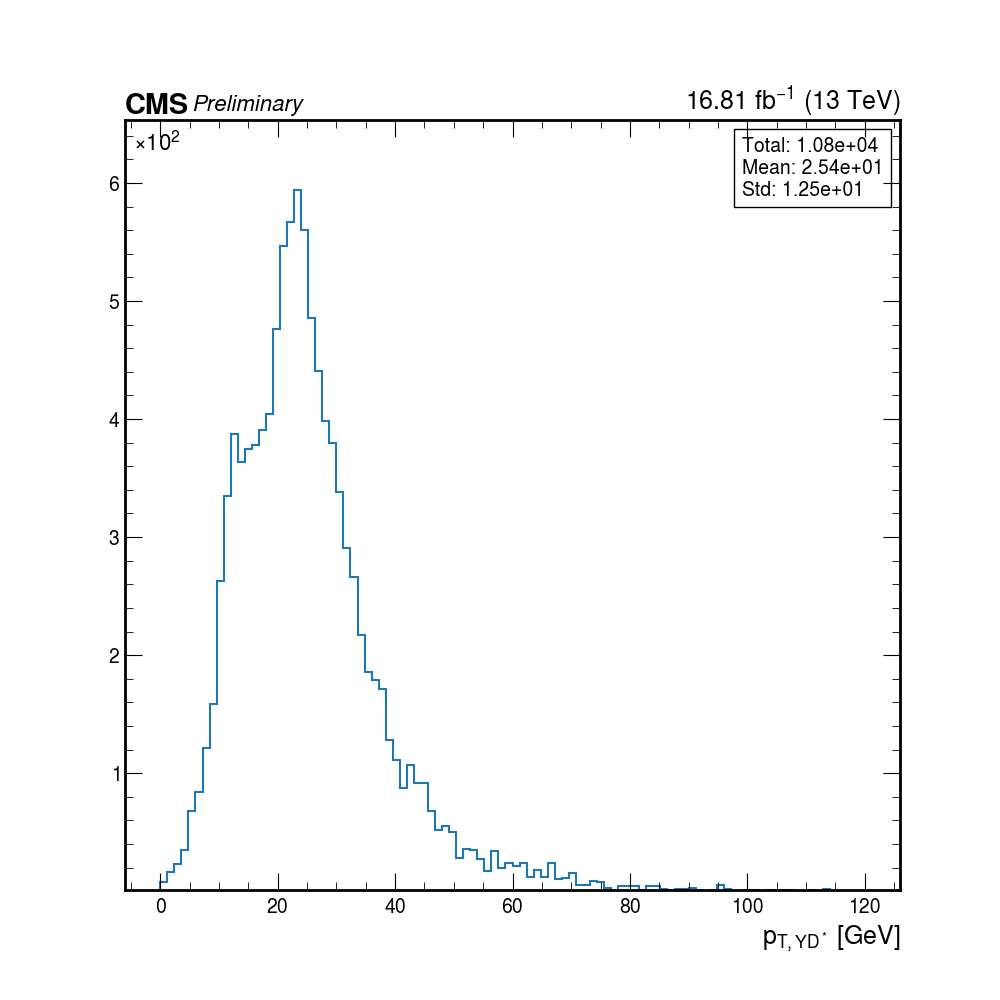 CMS Preliminary 16.81 fb⁻¹ (13 TeV)
×10²
Total: 1.08e+04
Mean: 2.54e+01
Std: 1.25e+01
6
5
4
3
2
1
0 20 40 60 80 100 120
p_{T, YD*} [GeV]